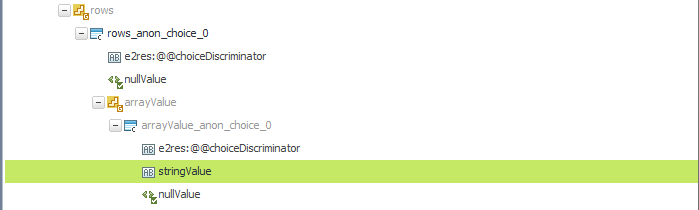 rows
rows_anon_choice_0
e2res:@@choiceDiscriminator
nullValue
arrayValue
arrayValue_anon_choice_0
e2res:@@choiceDiscriminator
stringValue
nullValue